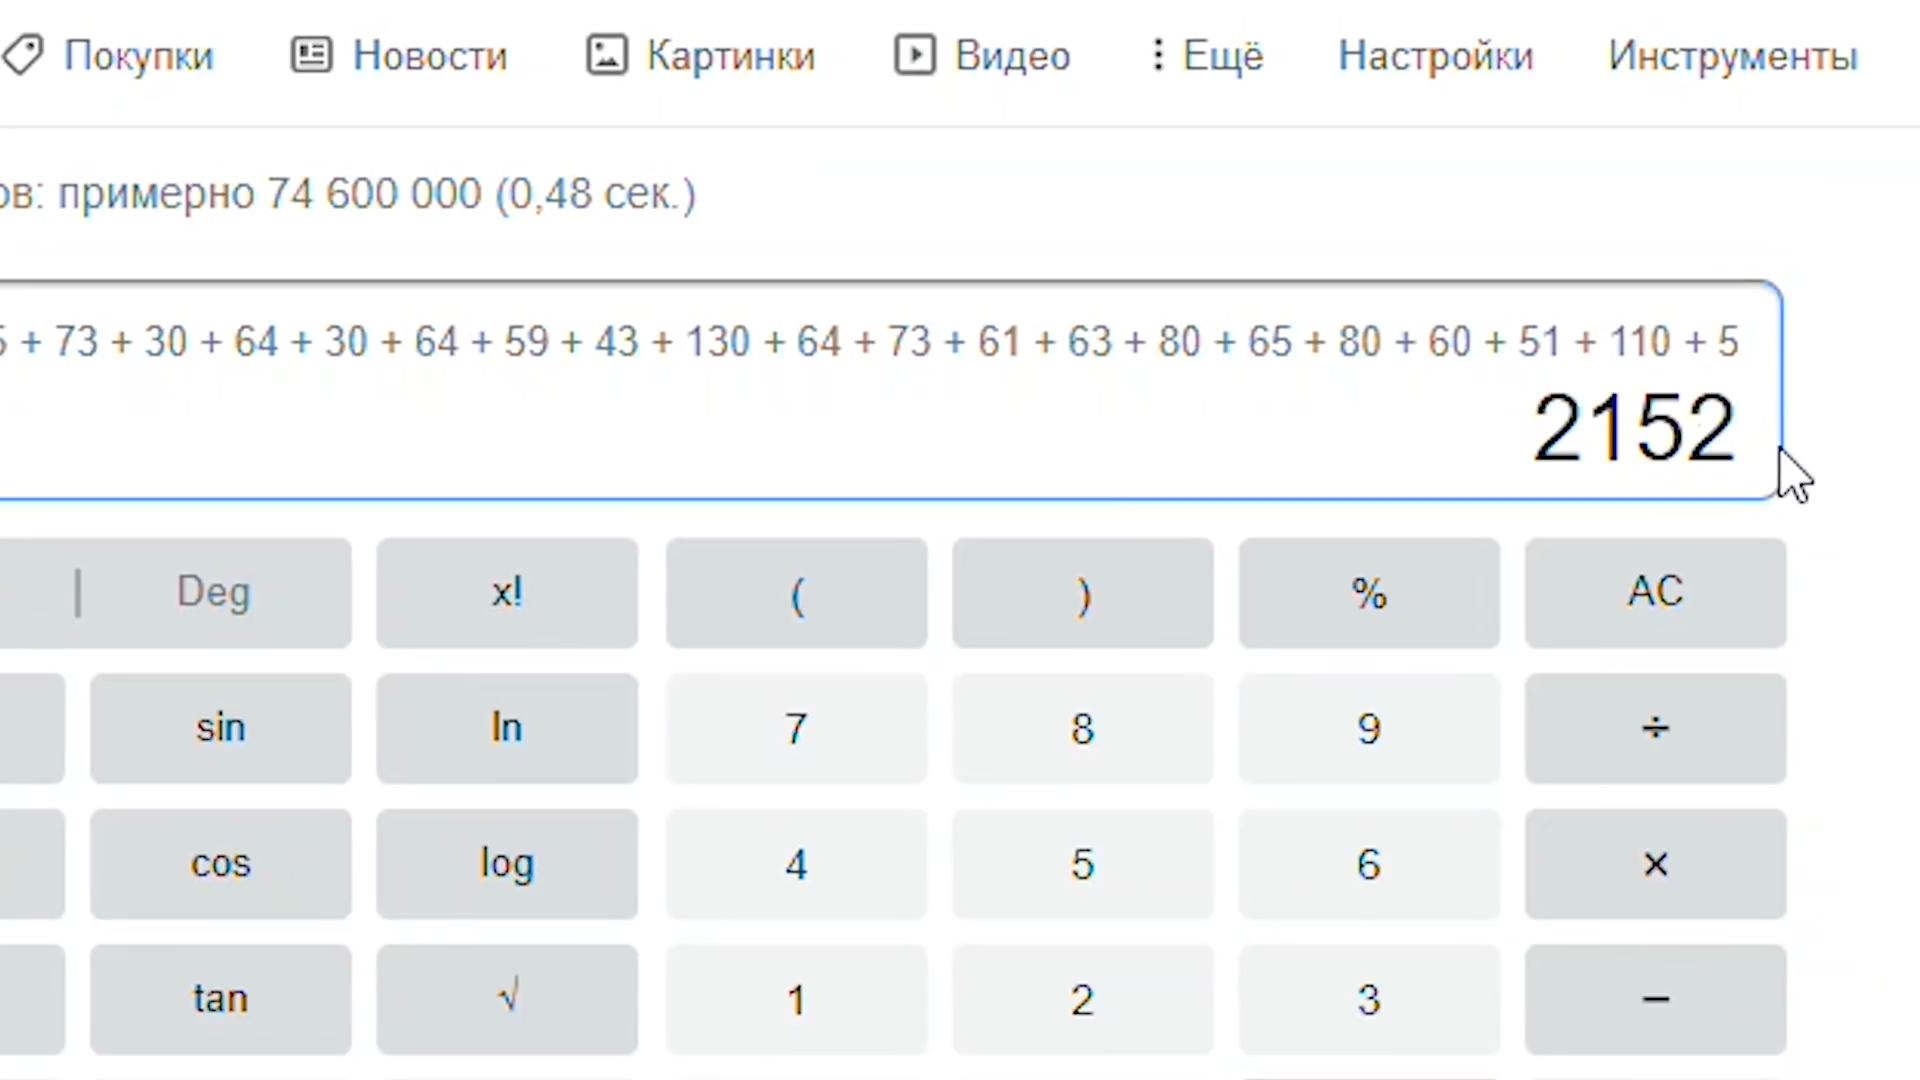 Покупки Новости Картинки Видео Ещё Настройки Инструменты
ов: примерно 74 600 000 (0,48 сек.)
5 + 73 + 30 + 64 + 30 + 64 + 59 + 43 + 130 + 64 + 73 + 61 + 63 + 80 + 65 + 80 + 60 + 51 + 110 + 5
2152
| Deg x! ( ) % AC
sin ln 7 8 9 ÷
cos log 4 5 6 ×
tan √ 1 2 3 −